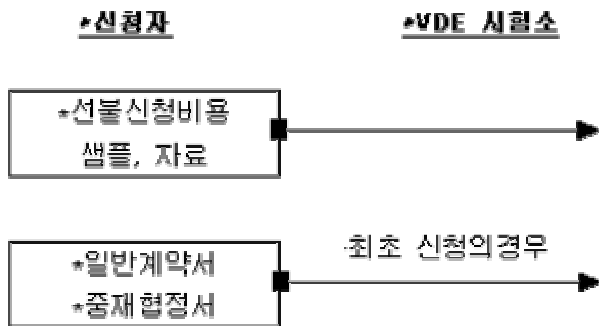 *신청자
*VDE 시험소
*선불신청비용
샘플, 자료
최초 신청의경우
*일반계약서
*중재협정서